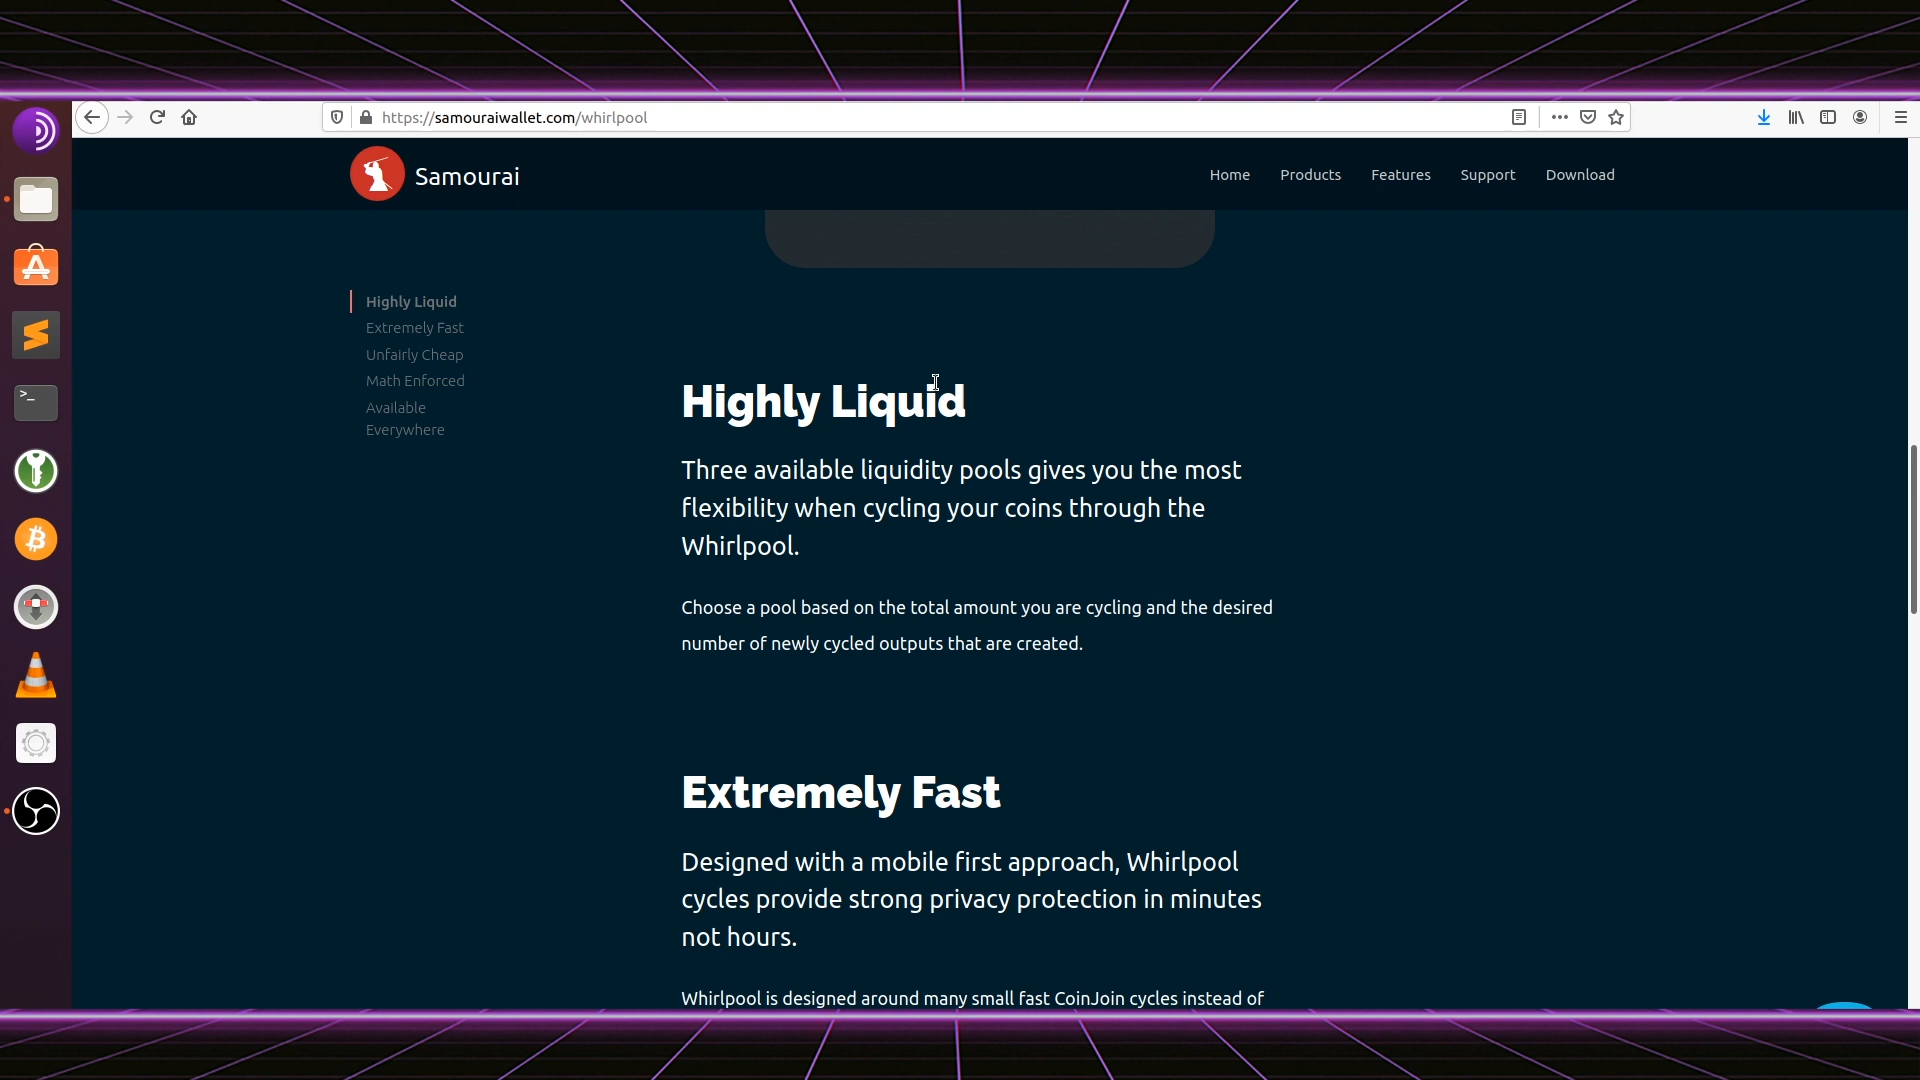 https://samouraiwallet.com/whirlpool
Samourai
Home Products Features Support Download
Highly Liquid
Extremely Fast
Unfairly Cheap
Math Enforced
Available
Everywhere
Highly Liquid
Three available liquidity pools gives you the most
flexibility when cycling your coins through the
Whirlpool.
Choose a pool based on the total amount you are cycling and the desired
number of newly cycled outputs that are created.
Extremely Fast
Designed with a mobile first approach, Whirlpool
cycles provide strong privacy protection in minutes
not hours.
Whirlpool is designed around many small fast CoinJoin cycles instead of